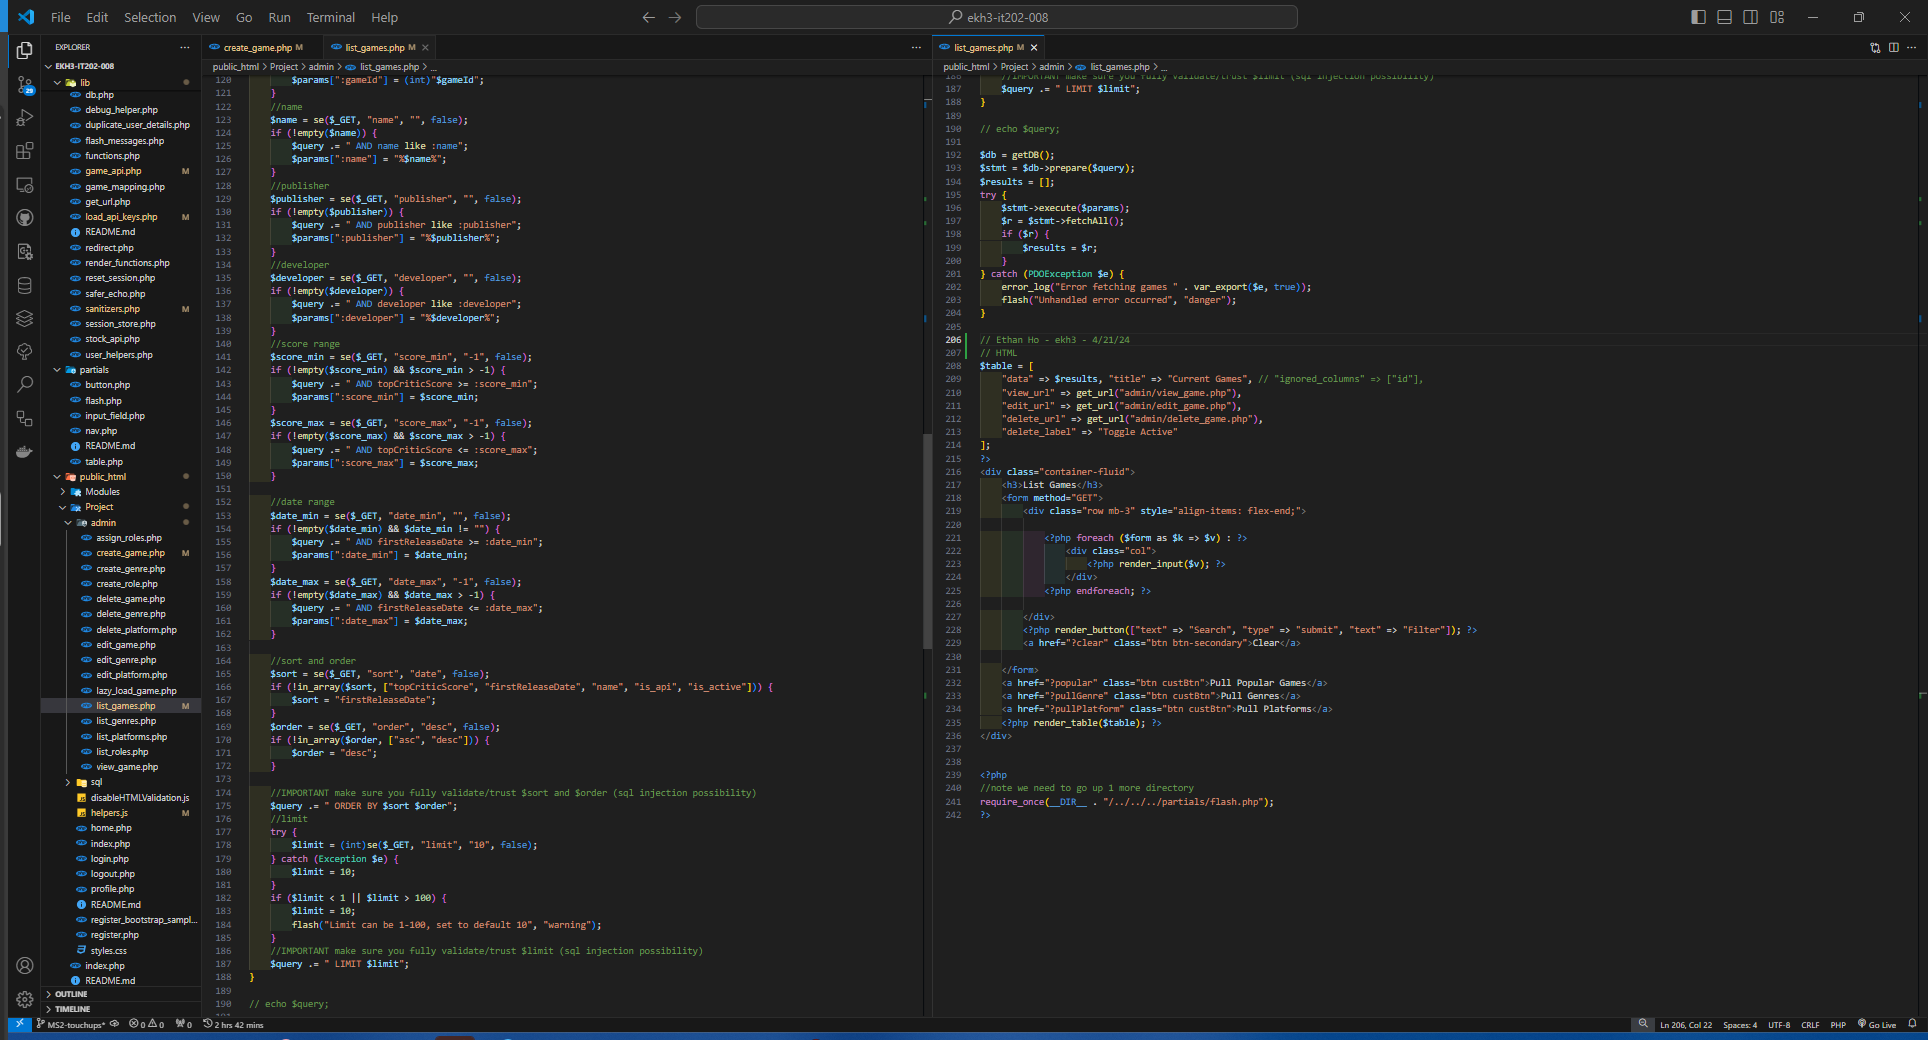 File Edit Selection View Go Run Terminal Help
ekh3-it202-008
EXPLORER
EKH3-IT202-008
lib
db.php
debug_helper.php
duplicate_user_details.php
flash_messages.php
functions.php
game_api.php M
game_mapping.php
get_url.php
load_api_keys.php M
README.md
redirect.php
render_functions.php
reset_session.php
safer_echo.php
sanitizers.php M
session_store.php
stock_api.php
user_helpers.php
partials
button.php
flash.php
input_field.php
nav.php
README.md
table.php
public_html
Modules
Project
admin
assign_roles.php
create_game.php M
create_genre.php
create_role.php
delete_game.php
delete_genre.php
delete_platform.php
edit_game.php
edit_genre.php
edit_platform.php
lazy_load_game.php
list_games.php M
list_genres.php
list_platforms.php
list_roles.php
view_game.php
sql
disableHTMLValidation.js
helpers.js M
home.php
index.php
login.php
logout.php
profile.php
README.md
register_bootstrap_sampl...
register.php
styles.css
index.php
README.md
OUTLINE
TIMELINE
create_game.php M
list_games.php M
public_html > Project > admin > list_games.php > ...
120 $params[":gameId"] = (int)"$gameId";
121 }
122 //name
123 $name = se($_GET, "name", "", false);
124 if (!empty($name)) {
125 $query .= " AND name like :name";
126 $params[":name"] = "%$name%";
127 }
128 //publisher
129 $publisher = se($_GET, "publisher", "", false);
130 if (!empty($publisher)) {
131 $query .= " AND publisher like :publisher";
132 $params[":publisher"] = "%$publisher%";
133 }
134 //developer
135 $developer = se($_GET, "developer", "", false);
136 if (!empty($developer)) {
137 $query .= " AND developer like :developer";
138 $params[":developer"] = "%$developer%";
139 }
140 //score range
141 $score_min = se($_GET, "score_min", "-1", false);
142 if (!empty($score_min) && $score_min > -1) {
143 $query .= " AND topCriticScore >= :score_min";
144 $params[":score_min"] = $score_min;
145 }
146 $score_max = se($_GET, "score_max", "-1", false);
147 if (!empty($score_max) && $score_max > -1) {
148 $query .= " AND topCriticScore <= :score_max";
149 $params[":score_max"] = $score_max;
150 }
151
152 //date range
153 $date_min = se($_GET, "date_min", "", false);
154 if (!empty($date_min) && $date_min != "") {
155 $query .= " AND firstReleaseDate >= :date_min";
156 $params[":date_min"] = $date_min;
157 }
158 $date_max = se($_GET, "date_max", "-1", false);
159 if (!empty($date_max) && $date_max > -1) {
160 $query .= " AND firstReleaseDate <= :date_max";
161 $params[":date_max"] = $date_max;
162 }
163
164 //sort and order
165 $sort = se($_GET, "sort", "date", false);
166 if (!in_array($sort, ["topCriticScore", "firstReleaseDate", "name", "is_api", "is_active"])) {
167 $sort = "firstReleaseDate";
168 }
169 $order = se($_GET, "order", "desc", false);
170 if (!in_array($order, ["asc", "desc"])) {
171 $order = "desc";
172 }
173
174 //IMPORTANT make sure you fully validate/trust $sort and $order (sql injection possibility)
175 $query .= " ORDER BY $sort $order";
176 //limit
177 try {
178 $limit = (int)se($_GET, "limit", "10", false);
179 } catch (Exception $e) {
180 $limit = 10;
181 }
182 if ($limit < 1 || $limit > 100) {
183 $limit = 10;
184 flash("Limit can be 1-100, set to default 10", "warning");
185 }
186 //IMPORTANT make sure you fully validate/trust $limit (sql injection possibility)
187 $query .= " LIMIT $limit";
188 }
189
190 // echo $query;
list_games.php M
public_html > Project > admin > list_games.php > ...
186 //IMPORTANT make sure you fully validate/trust $limit (sql injection possibility)
187 $query .= " LIMIT $limit";
188 }
189
190 // echo $query;
191
192 $db = getDB();
193 $stmt = $db->prepare($query);
194 $results = [];
195 try {
196 $stmt->execute($params);
197 $r = $stmt->fetchAll();
198 if ($r) {
199 $results = $r;
200 }
201 } catch (PDOException $e) {
202 error_log("Error fetching games " . var_export($e, true));
203 flash("Unhandled error occurred", "danger");
204 }
205
206 // Ethan Ho - ekh3 - 4/21/24
207 // HTML
208 $table = [
209 "data" => $results, "title" => "Current Games", // "ignored_columns" => ["id"],
210 "view_url" => get_url("admin/view_game.php"),
211 "edit_url" => get_url("admin/edit_game.php"),
212 "delete_url" => get_url("admin/delete_game.php"),
213 "delete_label" => "Toggle Active"
214 ];
215 ?>
216 <div class="container-fluid">
217 <h3>List Games</h3>
218 <form method="GET">
219 <div class="row mb-3" style="align-items: flex-end;">
220
221 <?php foreach ($form as $k => $v) : ?>
222 <div class="col">
223 <?php render_input($v); ?>
224 </div>
225 <?php endforeach; ?>
226
227 </div>
228 <?php render_button(["text" => "Search", "type" => "submit", "text" => "Filter"]); ?>
229 <a href="?clear" class="btn btn-secondary">Clear</a>
230
231 </form>
232 <a href="?popular" class="btn custBtn">Pull Popular Games</a>
233 <a href="?pullGenre" class="btn custBtn">Pull Genres</a>
234 <a href="?pullPlatform" class="btn custBtn">Pull Platforms</a>
235 <?php render_table($table); ?>
236 </div>
237
238
239 <?php
240 //note we need to go up 1 more directory
241 require_once(__DIR__ . "/../../../partials/flash.php");
242 ?>
29
MS2-touchups* 0 0 0 2 hrs 42 mins
Ln 206, Col 22 Spaces: 4 UTF-8 CRLF PHP Go Live